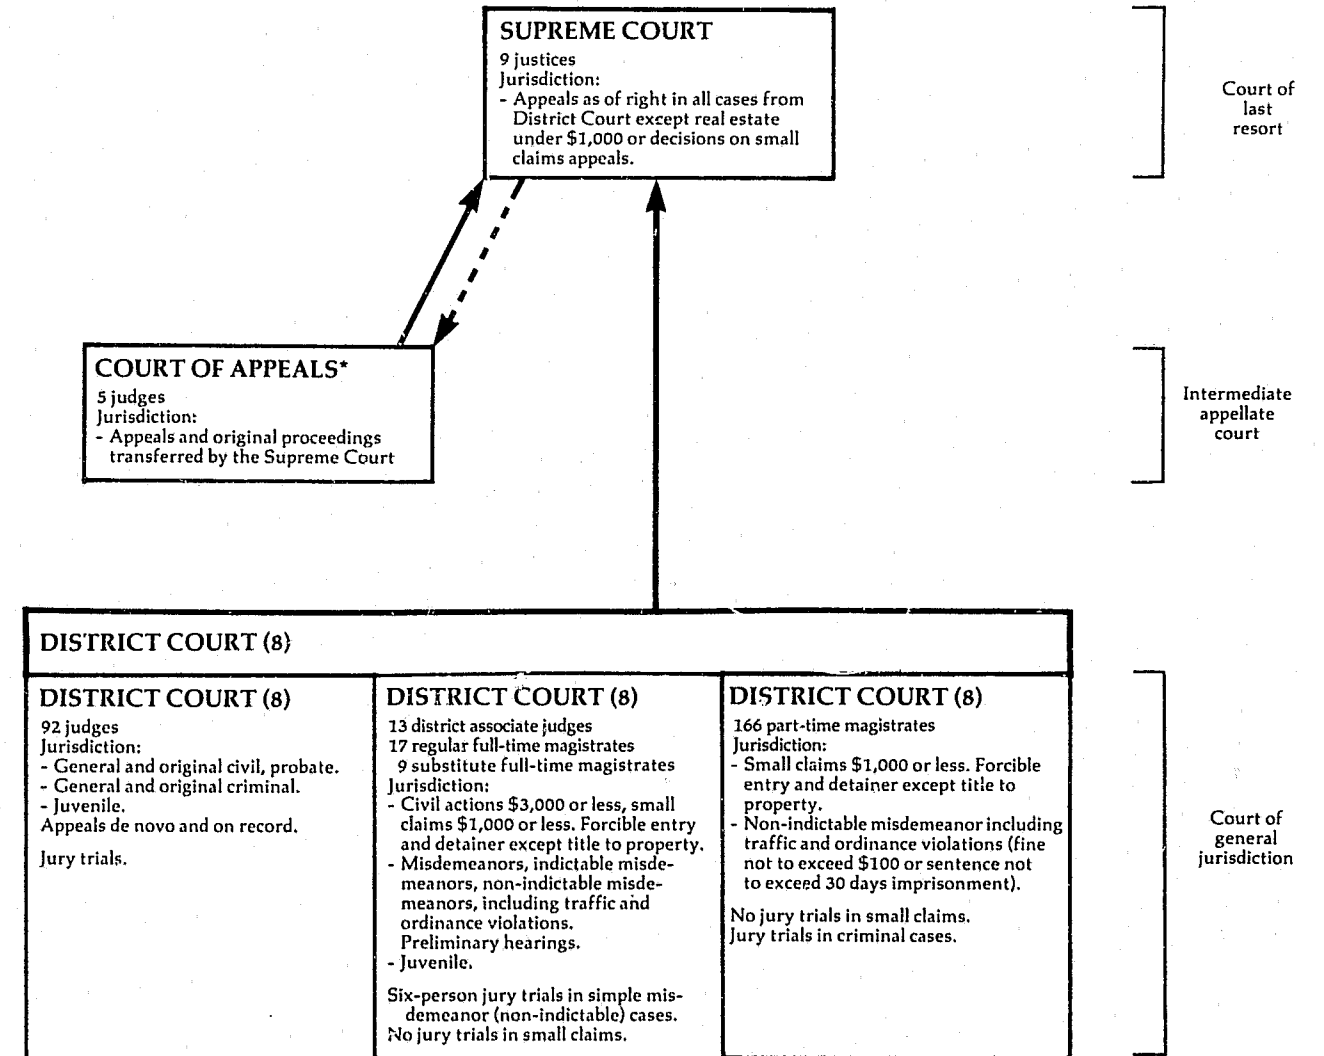 SUPREME COURT
9 justices
Jurisdiction:
- Appeals as of right in all cases from
District Court except real estate
under $1,000 or decisions on small
claims appeals.
Court of
last
resort
COURT OF APPEALS*
5 judges
Jurisdiction:
- Appeals and original proceedings
transferred by the Supreme Court
Intermediate
appellate
court
DISTRICT COURT (8)
DISTRICT COURT (8)
92 judges
Jurisdiction:
- General and original civil, probate.
- General and original criminal.
- Juvenile.
Appeals de novo and on record.
Jury trials.
DISTRICT COURT (8)
13 district associate judges
17 regular full-time magistrates
9 substitute full-time magistrates
Jurisdiction:
- Civil actions $3,000 or less, small
claims $1,000 or less. Forcible entry
and detainer except title to property.
- Misdemeanors, indictable misde-
meanors, non-indictable misde-
meanors, including traffic and
ordinance violations.
Preliminary hearings.
- Juvenile.
Six-person jury trials in simple mis-
demeanor (non-indictable) cases.
No jury trials in small claims.
DISTRICT COURT (8)
166 part-time magistrates
Jurisdiction:
- Small claims $1,000 or less. Forcible
entry and detainer except title to
property.
- Non-indictable misdemeanor including
traffic and ordinance violations (fine
not to exceed $100 or sentence not
to exceed 30 days imprisonment).
No jury trials in small claims.
Jury trials in criminal cases.
Court of
general
jurisdiction